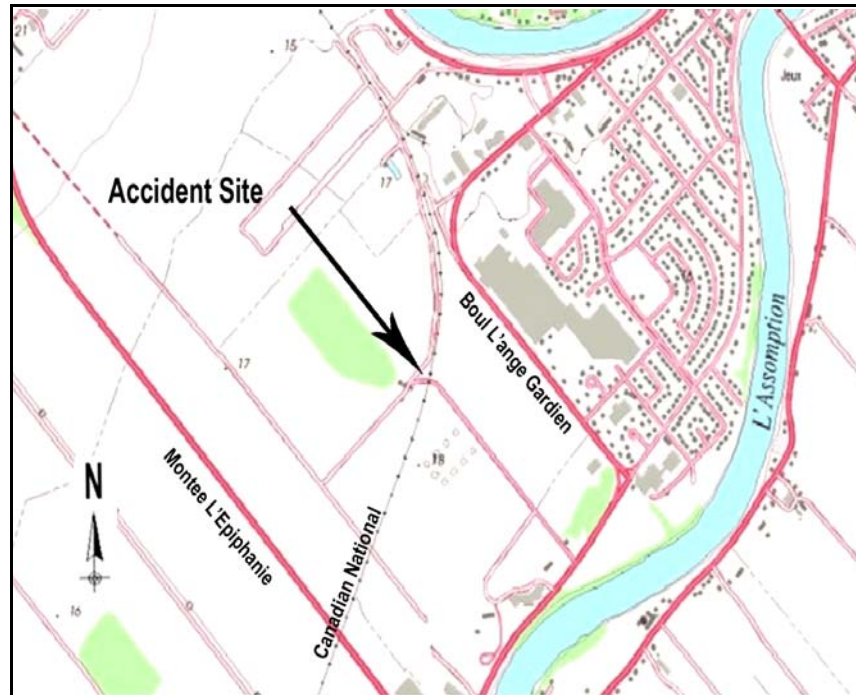 21
15
Jeux
17
Accident Site
17
Boul L'ange Gardien
L'Assomption
18
N
Montee L'Epiphanie
Canadian National
16